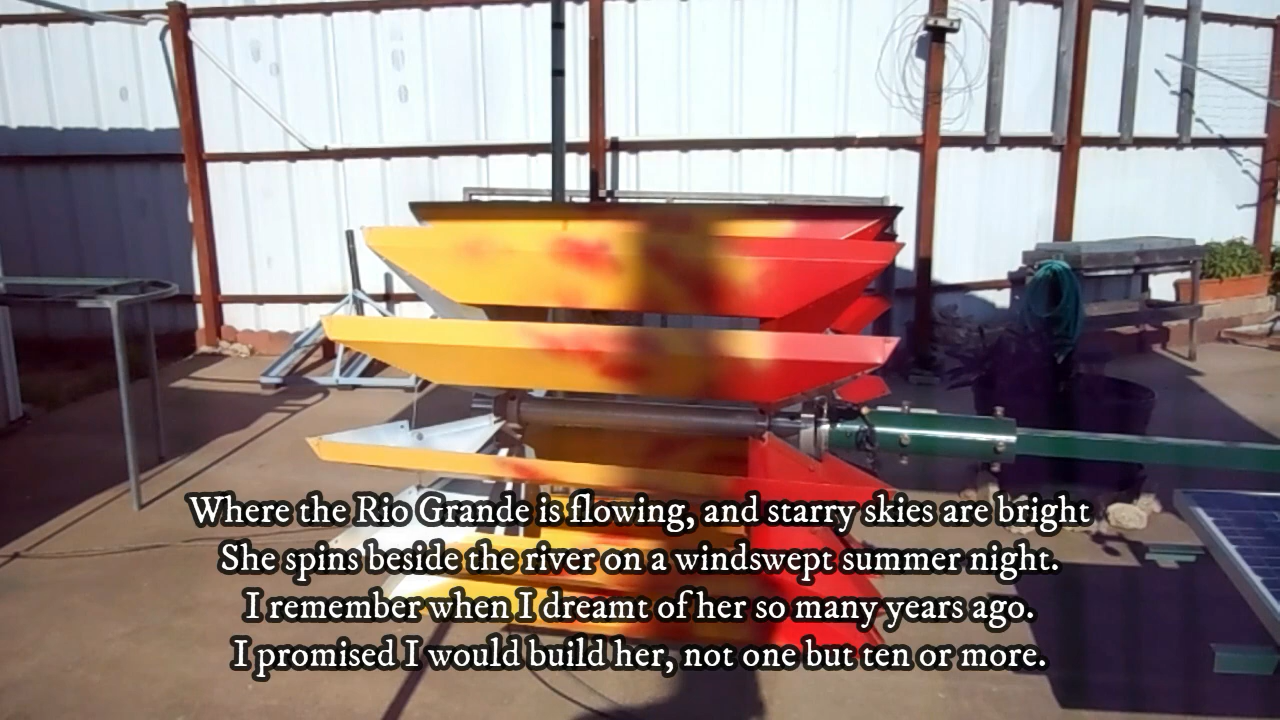 Where the Rio Grande is flowing, and starry skies are bright
She spins beside the river on a windswept summer night.
I remember when I dreamt of her so many years ago.
I promised I would build her, not one but ten or more.